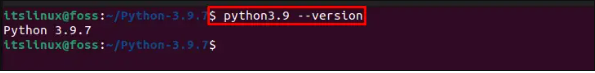 itslinux@foss:~/Python-3.9.7$ python3.9 --version
Python 3.9.7
itslinux@foss:~/Python-3.9.7$